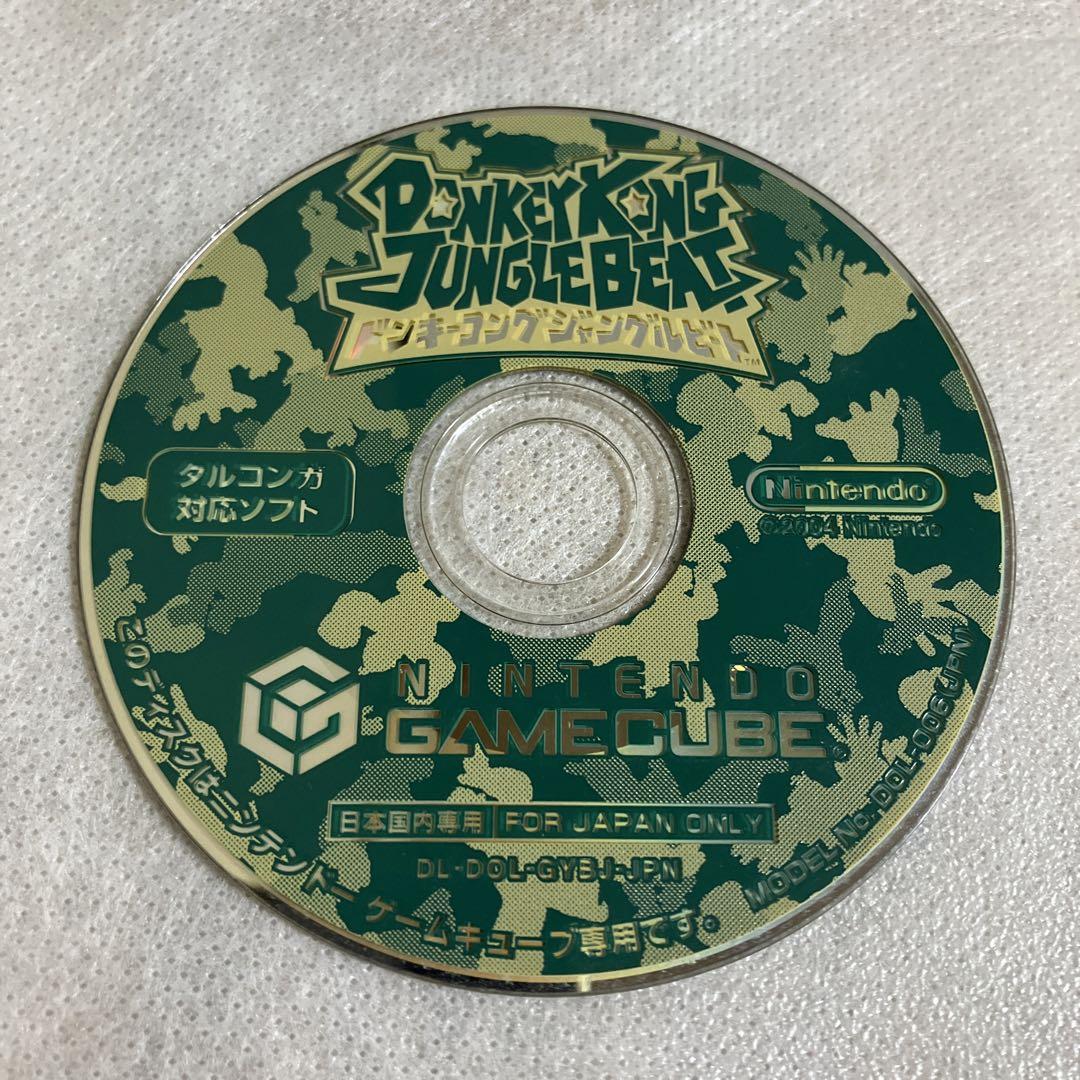 DONKEY KONG
JUNGLE BEAT
ドンキーコング ジャングルビート™
タルコンガ
対応ソフト
Nintendo®
©2004 Nintendo
NINTENDO
GAMECUBE®
日本国内専用 FOR JAPAN ONLY
DL-DOL-GYBJ-JPN
このディスクはニンテンドーゲームキューブ専用です。
MODEL No. DOL-006(JPN)